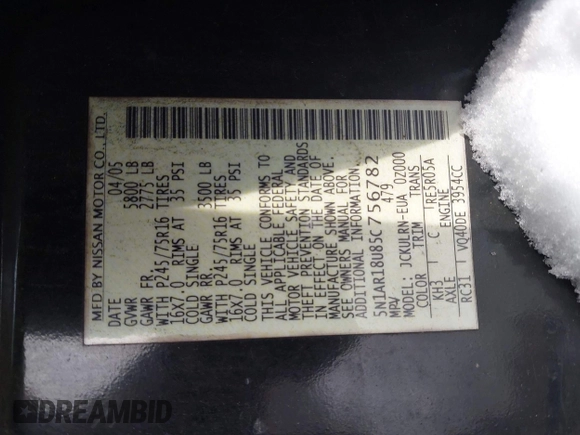 MFD BY NISSAN MOTOR CO., LTD.
04/05
GVWR 5800 LB
GAWR FR. 2775 LB
WITH P245/75R16 TIRES
16X7.0 RIMS AT 35 PSI
COLD SINGLE
GAWR RR. 3500 LB
WITH P245/75R16 TIRES
16X7.0 RIMS AT 35 PSI
COLD SINGLE
THIS VEHICLE CONFORMS TO
ALL APPLICABLE FEDERAL
MOTOR VEHICLE SAFETY AND
THEFT PREVENTION STANDARDS
IN EFFECT ON THE DATE OF
MANUFACTURE SHOWN ABOVE.
SEE OWNERS MANUAL FOR
ADDITIONAL INFORMATION.
5N1AR18U85C756782
MPV 479
MODEL: JCKULRN-EUA 0Z000
COLOR TRIM TRANS
KH3 C RE5R05A
AXLE ENGINE
RC31 VQ40DE 3954CC
DREAMBID